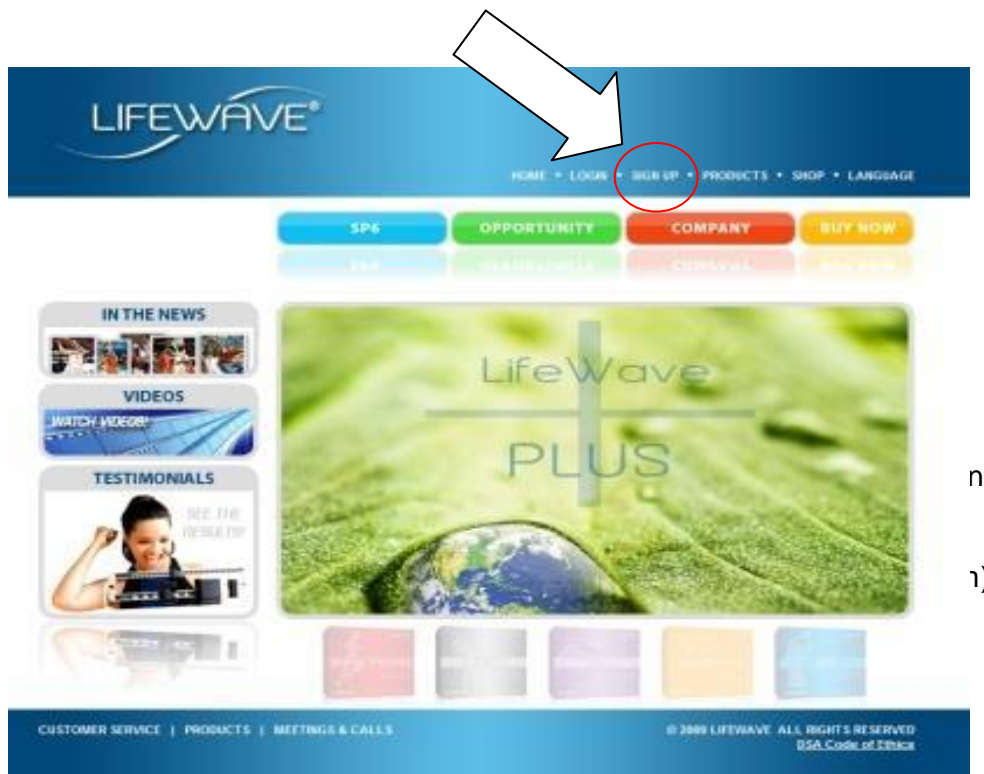 LIFEWAVE®
HOME • LOGIN • SIGN UP • PRODUCTS • SHOP • LANGUAGE
SP6 OPPORTUNITY COMPANY BUY NOW
IN THE NEWS
VIDEOS
WATCH VIDEOS!
TESTIMONIALS
SEE THE
RESULTS!
LifeWave
PLUS
n
n)
CUSTOMER SERVICE | PRODUCTS | MEETINGS & CALLS
© 2009 LIFEWAVE ALL RIGHTS RESERVED
DSA Code of Ethics